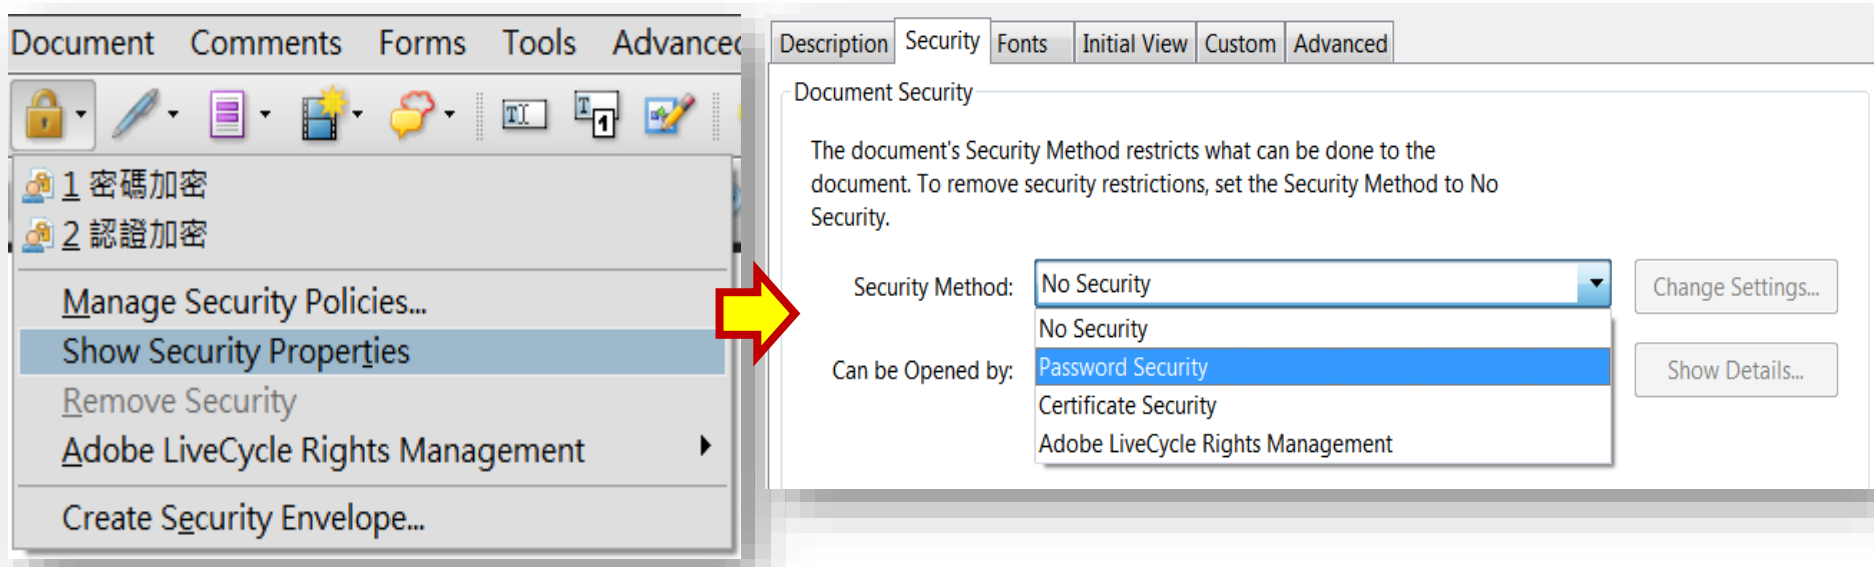 Document Comments Forms Tools Advanced
1 密碼加密
2 認證加密
Manage Security Policies...
Show Security Properties
Remove Security
Adobe LiveCycle Rights Management
Create Security Envelope...
Description Security Fonts Initial View Custom Advanced
Document Security
The document's Security Method restricts what can be done to the
document. To remove security restrictions, set the Security Method to No
Security.
Security Method: No Security Change Settings...
No Security
Can be Opened by: Password Security Show Details...
Certificate Security
Adobe LiveCycle Rights Management